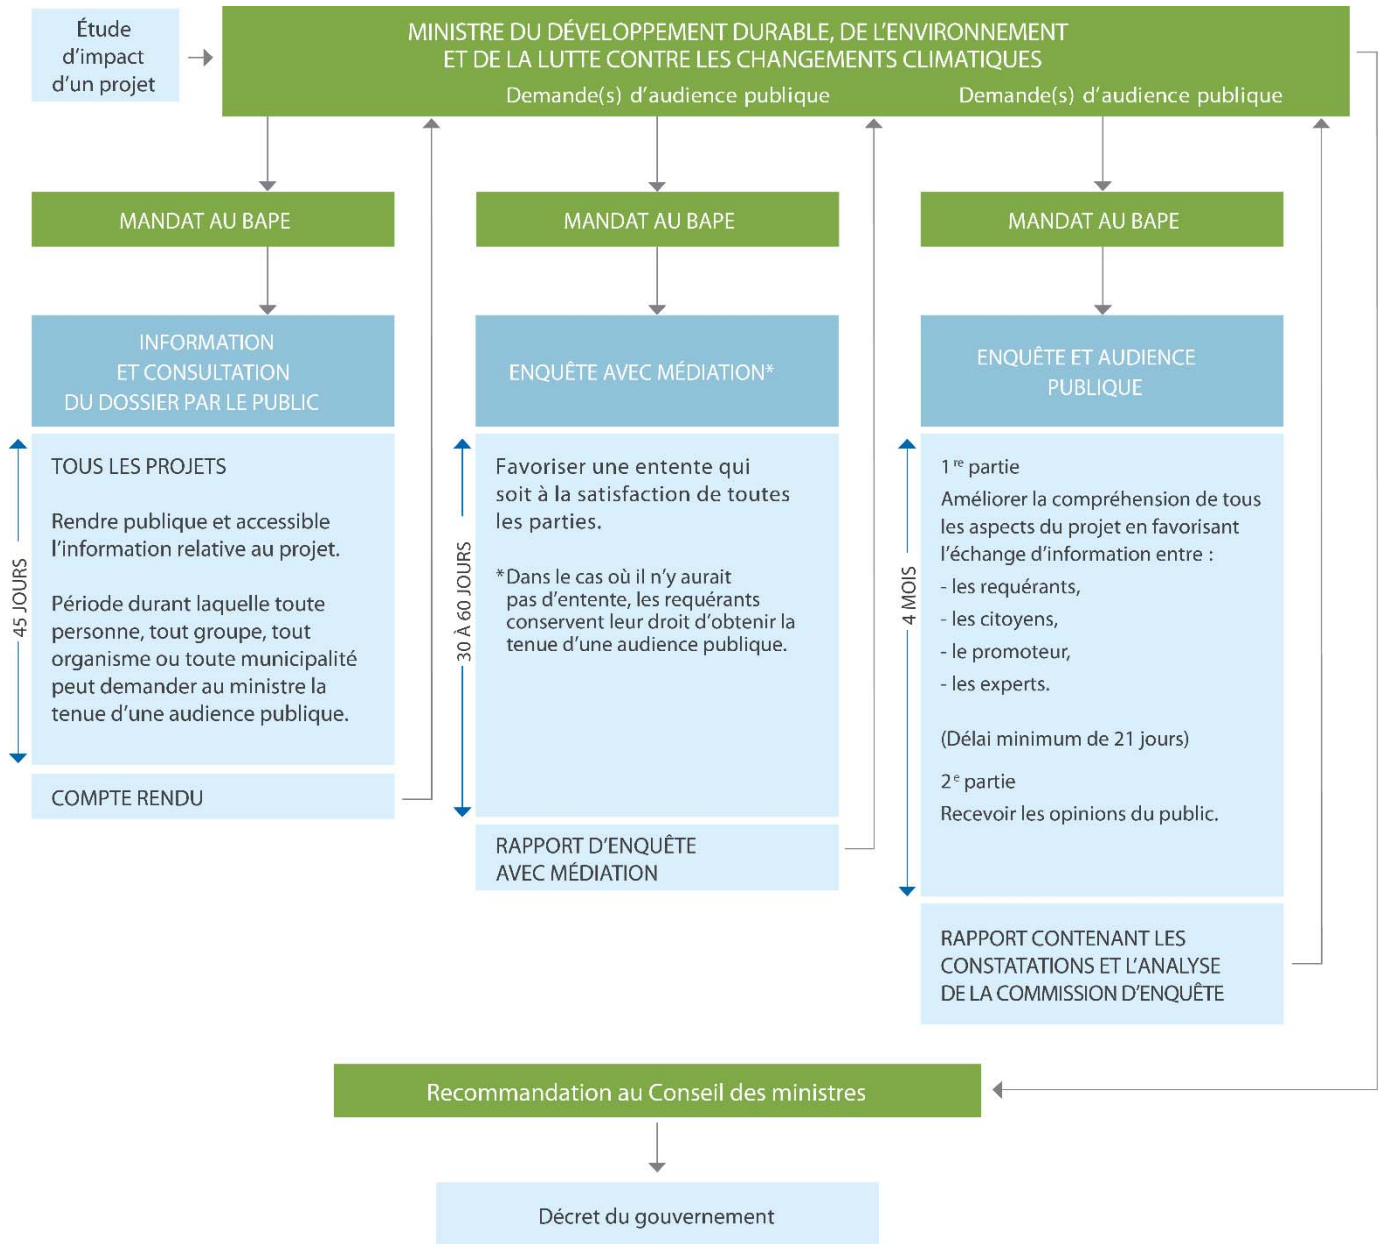 Étude
d’impact
d’un projet
MINISTRE DU DÉVELOPPEMENT DURABLE, DE L’ENVIRONNEMENT
ET DE LA LUTTE CONTRE LES CHANGEMENTS CLIMATIQUES
Demande(s) d’audience publique
Demande(s) d’audience publique
MANDAT AU BAPE
INFORMATION
ET CONSULTATION
DU DOSSIER PAR LE PUBLIC
45 JOURS
TOUS LES PROJETS
Rendre publique et accessible
l’information relative au projet.
Période durant laquelle toute
personne, tout groupe, tout
organisme ou toute municipalité
peut demander au ministre la
tenue d’une audience publique.
COMPTE RENDU
MANDAT AU BAPE
ENQUÊTE AVEC MÉDIATION*
30 À 60 JOURS
Favoriser une entente qui
soit à la satisfaction de toutes
les parties.
*Dans le cas où il n’y aurait
pas d’entente, les requérants
conservent leur droit d’obtenir la
tenue d’une audience publique.
RAPPORT D’ENQUÊTE
AVEC MÉDIATION
MANDAT AU BAPE
ENQUÊTE ET AUDIENCE
PUBLIQUE
4 MOIS
1re partie
Améliorer la compréhension de tous
les aspects du projet en favorisant
l’échange d’information entre :
- les requérants,
- les citoyens,
- le promoteur,
- les experts.
(Délai minimum de 21 jours)
2e partie
Recevoir les opinions du public.
RAPPORT CONTENANT LES
CONSTATATIONS ET L’ANALYSE
DE LA COMMISSION D’ENQUÊTE
Recommandation au Conseil des ministres
Décret du gouvernement